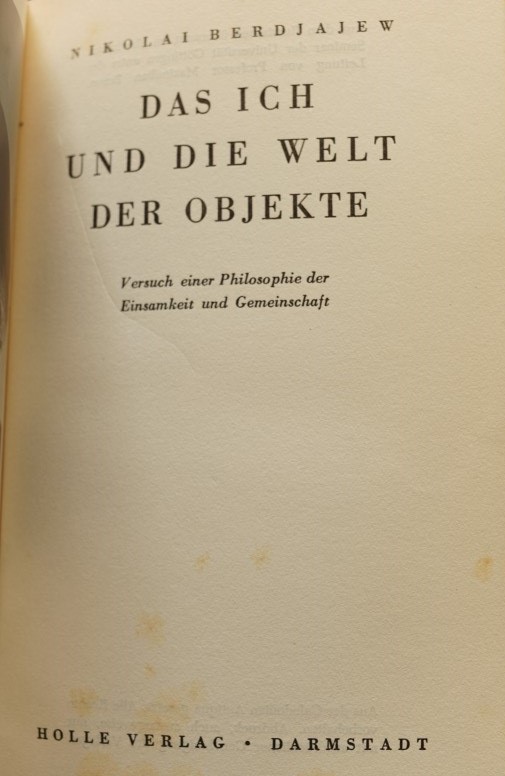 NIKOLAI BERDJAJEW
DAS ICH
UND DIE WELT
DER OBJEKTE
Versuch einer Philosophie der
Einsamkeit und Gemeinschaft
HOLLE VERLAG • DARMSTADT